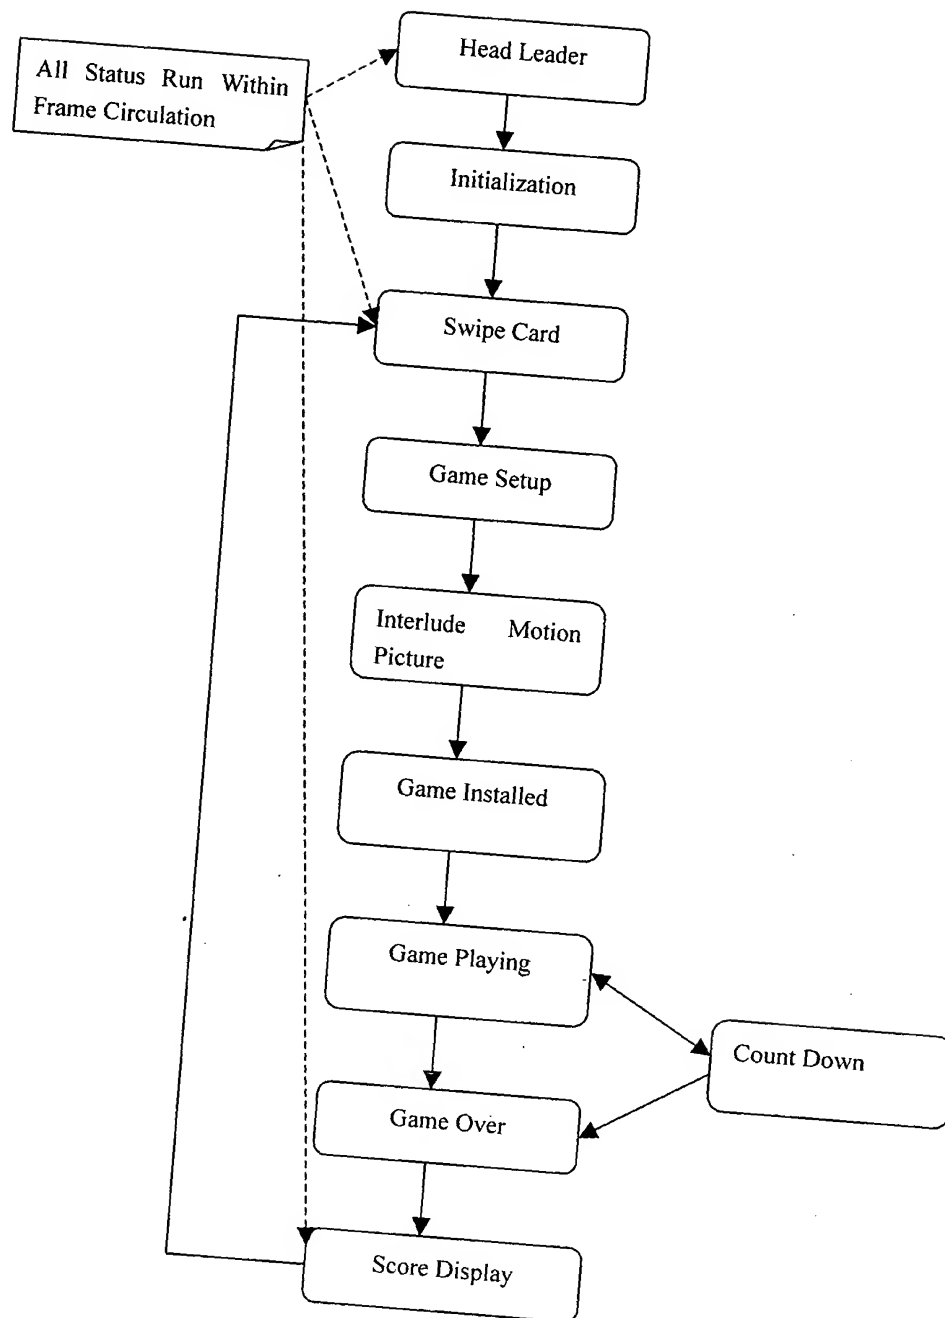 Head Leader
All Status Run Within
Frame Circulation
Initialization
Swipe Card
Game Setup
Interlude Motion
Picture
Game Installed
Game Playing
Count Down
Game Over
Score Display